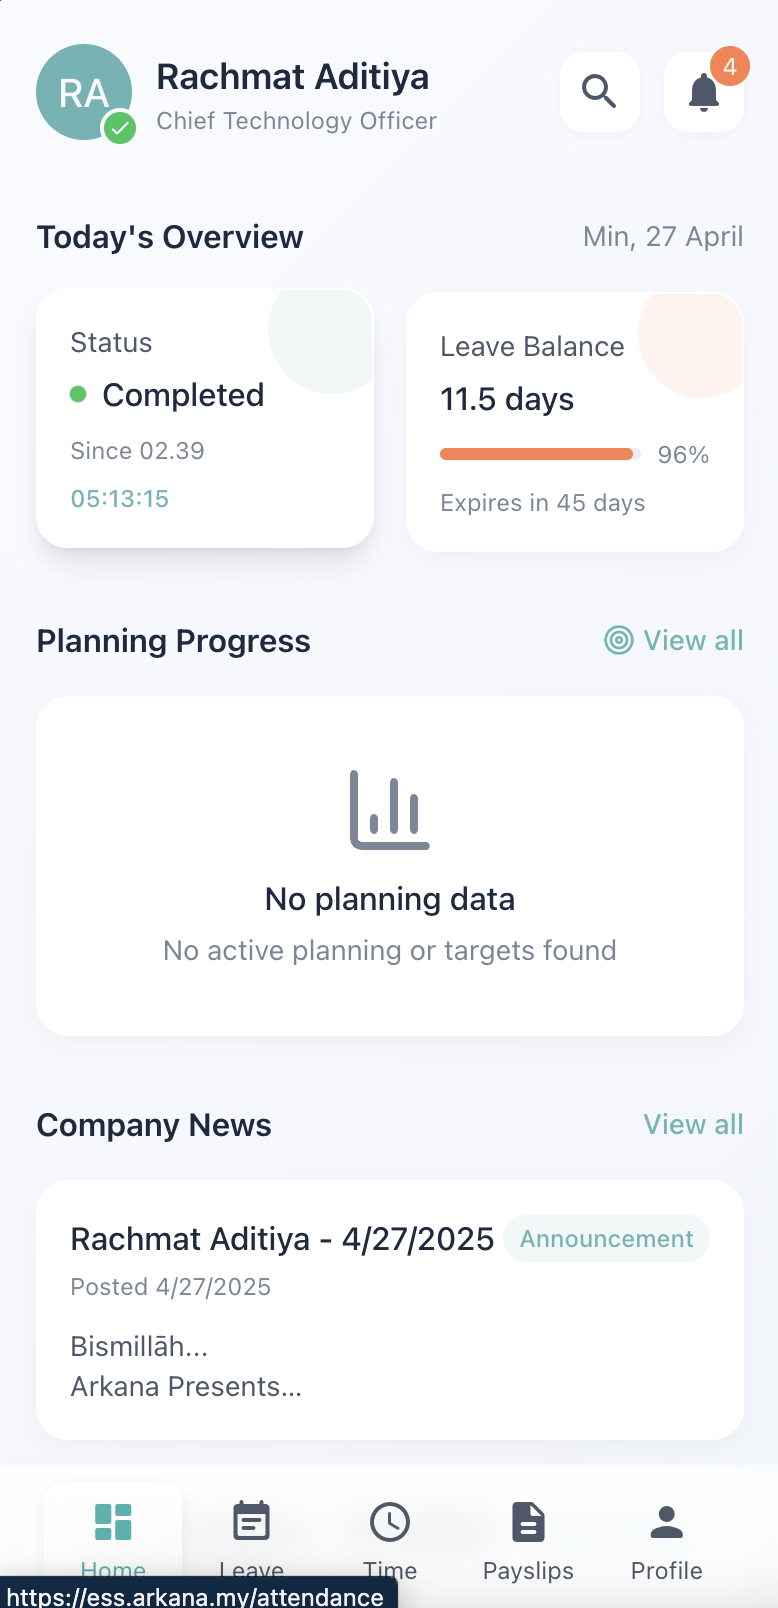 RA
Rachmat Aditiya
Chief Technology Officer
4
Today's Overview
Min, 27 April
Status
Completed
Since 02.39
05:13:15
Leave Balance
11.5 days
96%
Expires in 45 days
Planning Progress
View all
No planning data
No active planning or targets found
Company News
View all
Rachmat Aditiya - 4/27/2025
Announcement
Posted 4/27/2025
Bismillāh...
Arkana Presents...
Home
Leave
Time
Payslips
Profile
https://ess.arkana.my/attendance